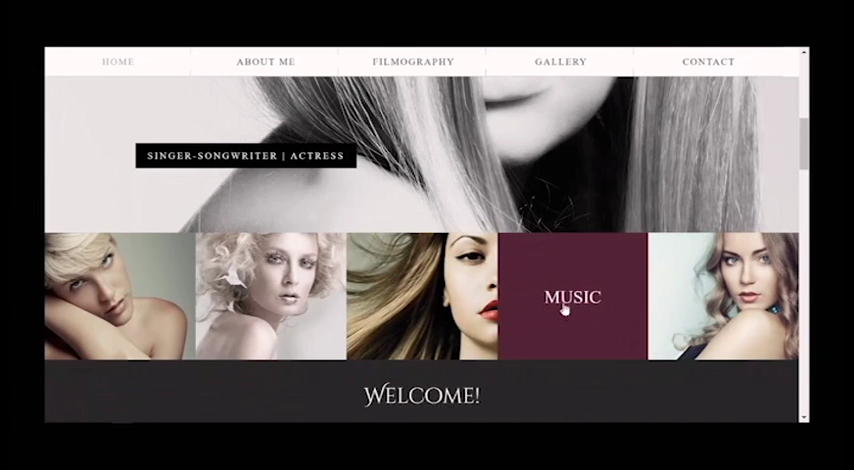 HOME ABOUT ME FILMOGRAPHY GALLERY CONTACT
SINGER-SONGWRITER | ACTRESS
MUSIC
WELCOME!